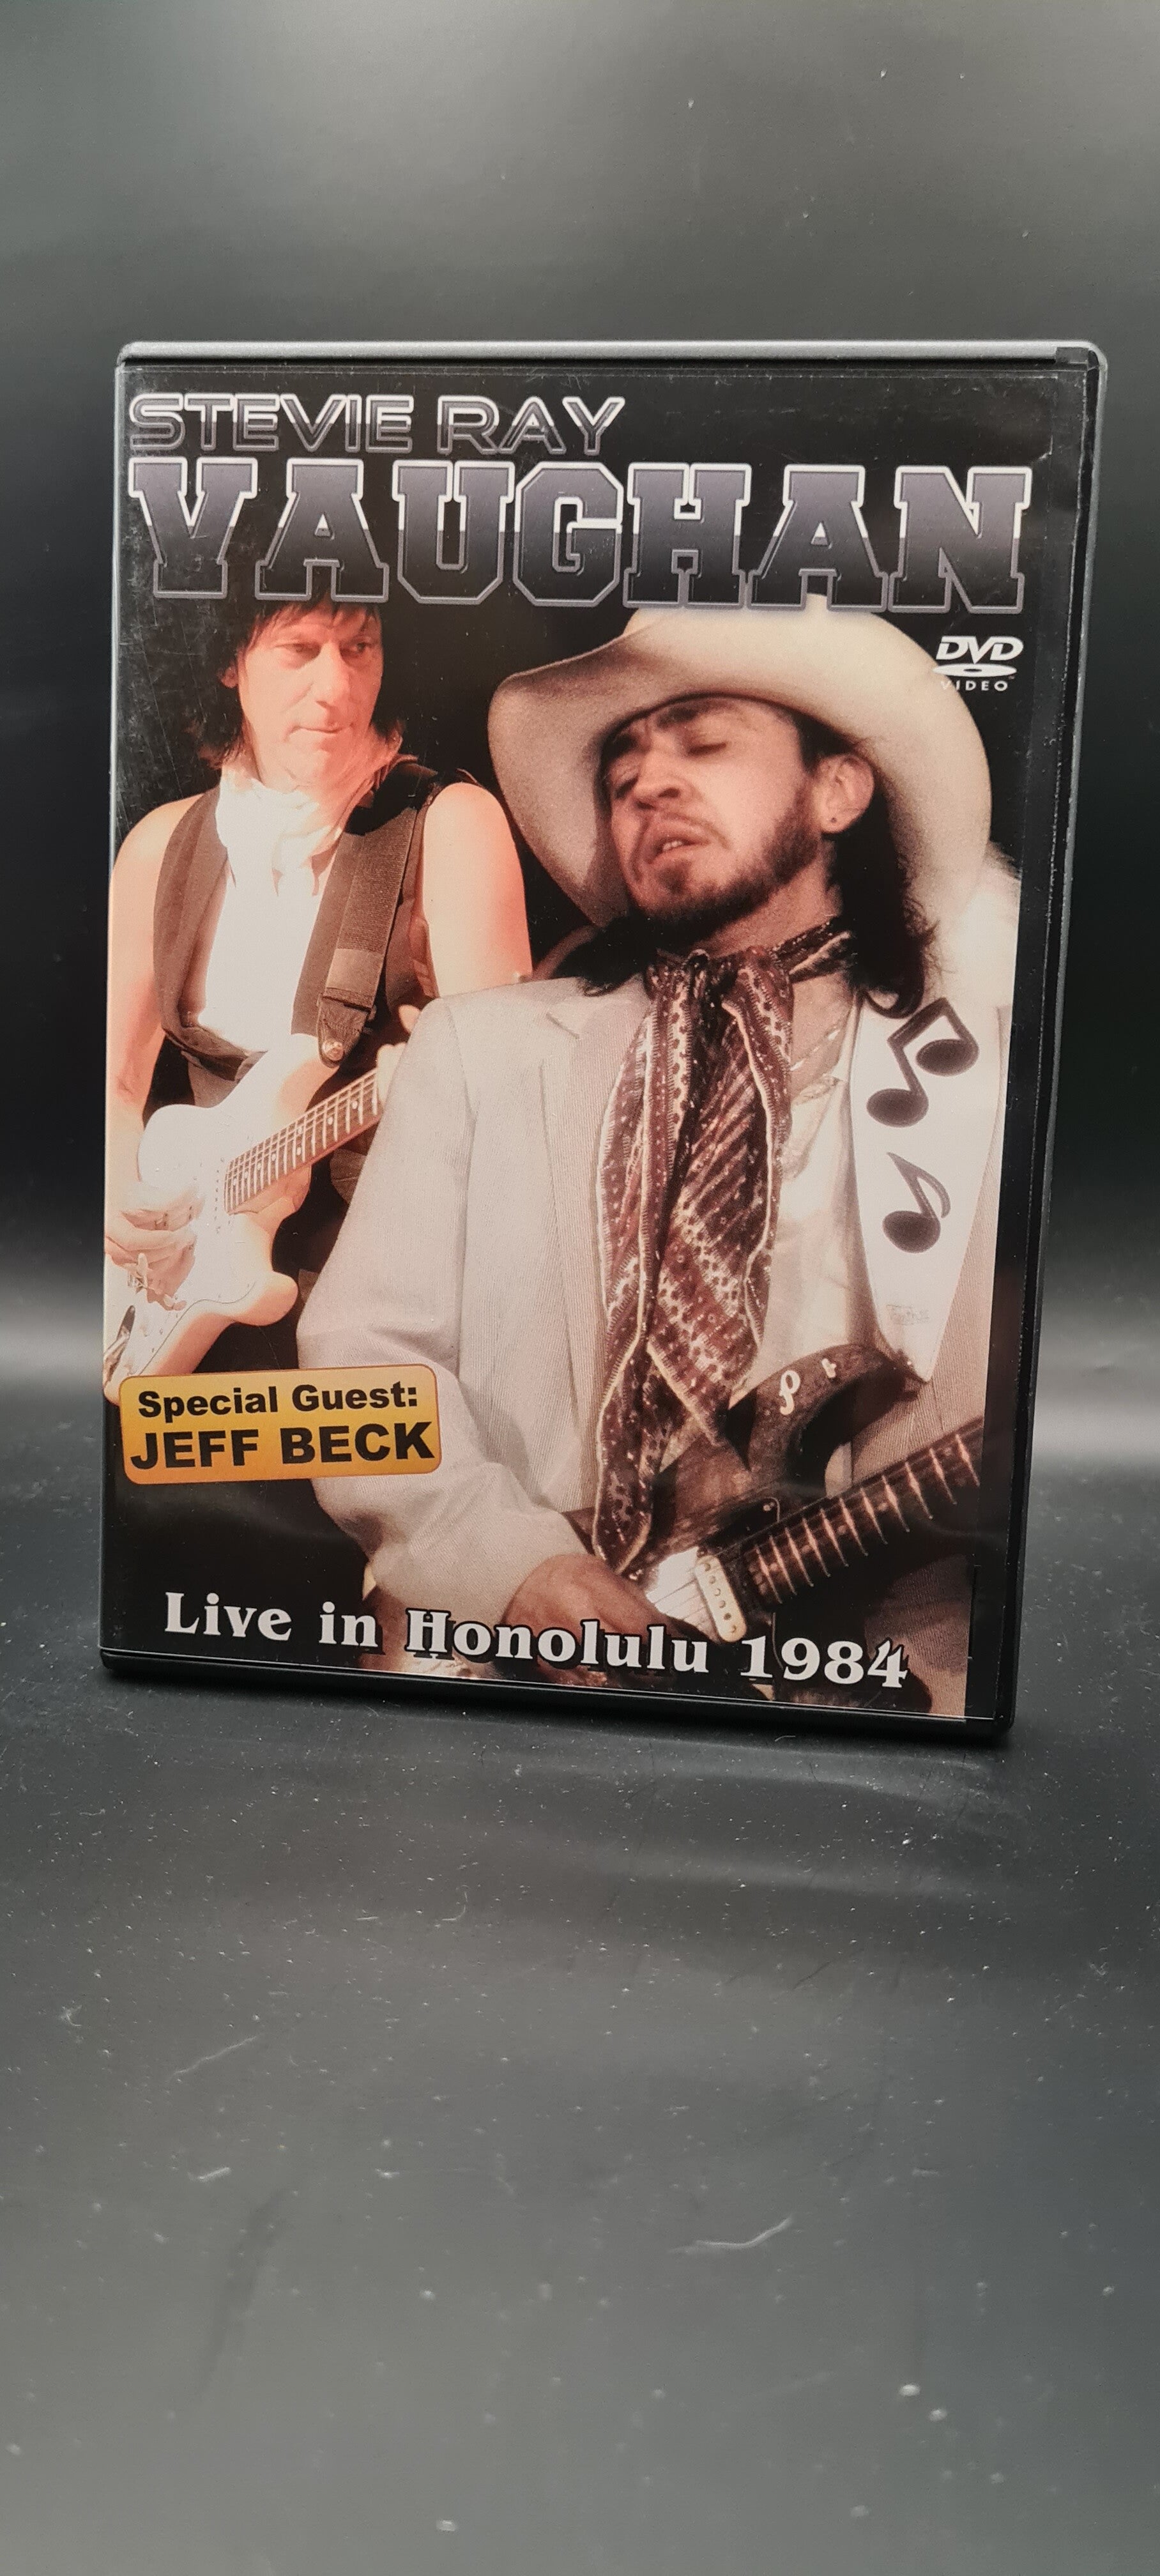 STEVIE RAY
VAUGHAN
DVD
VIDEO
Special Guest:
JEFF BECK
Live in Honolulu 1984